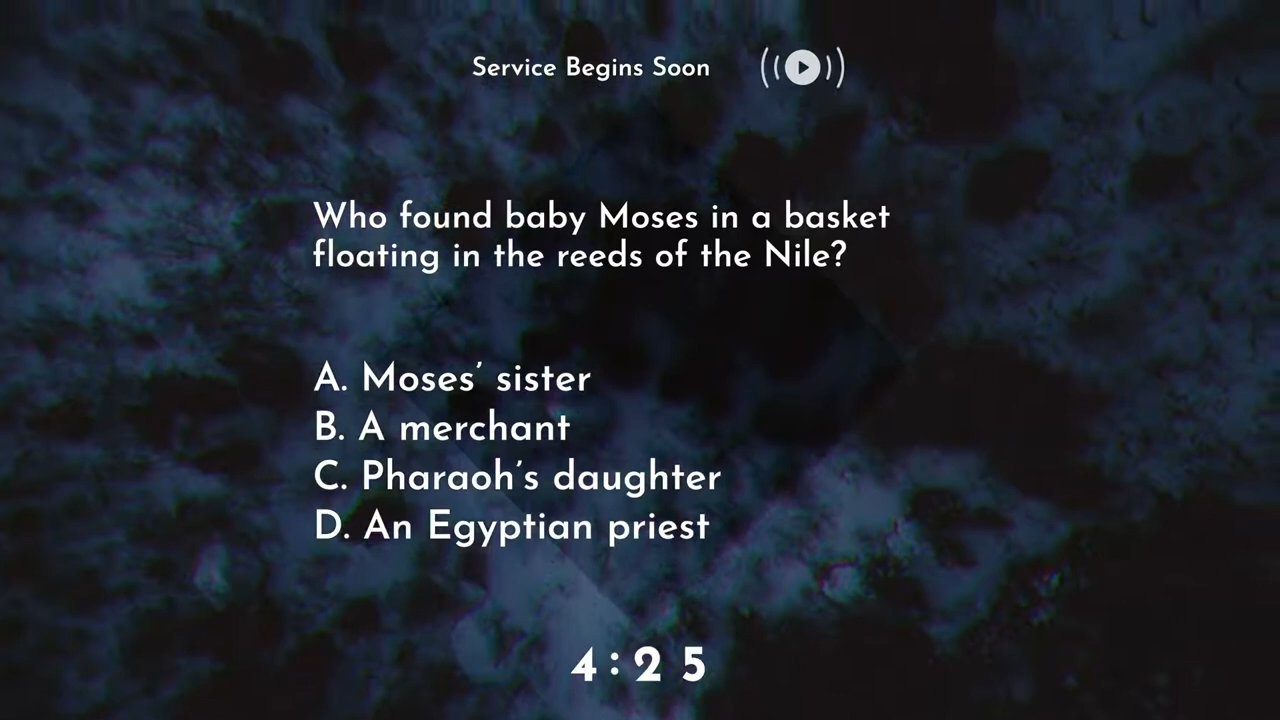 Service Begins Soon
Who found baby Moses in a basket
floating in the reeds of the Nile?
A. Moses’ sister
B. A merchant
C. Pharaoh’s daughter
D. An Egyptian priest
4:25